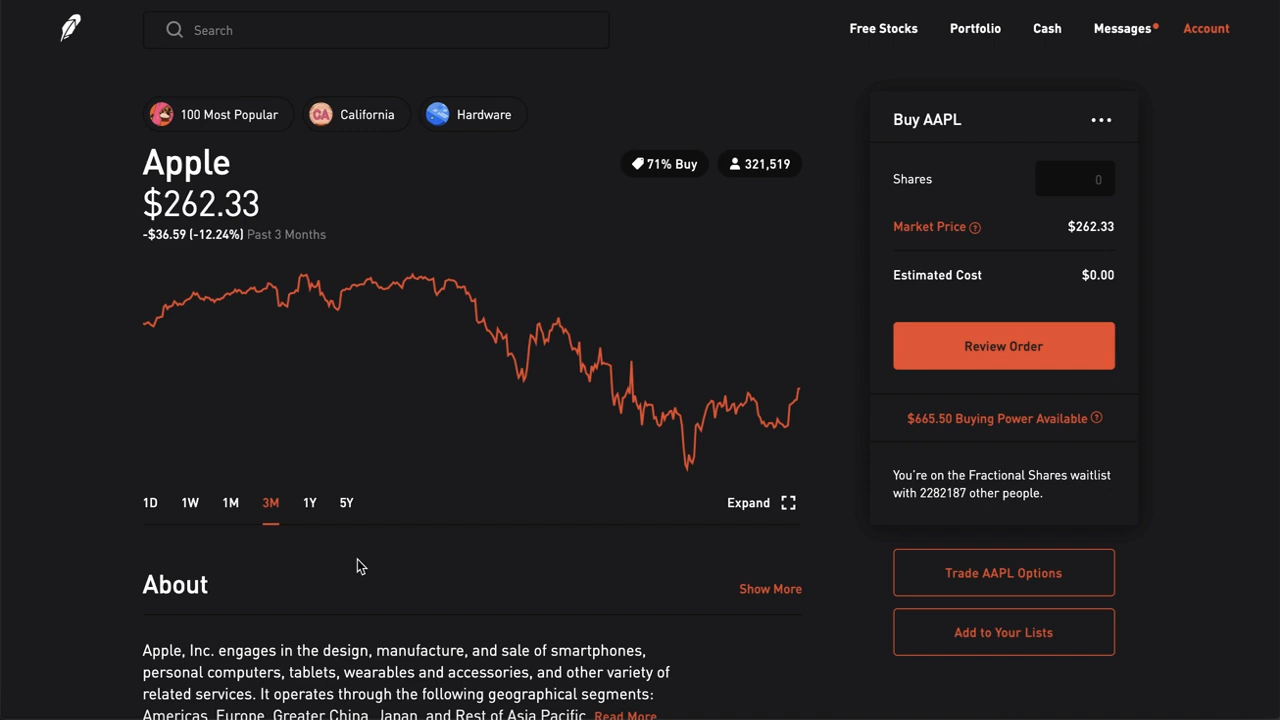 Search
Free Stocks
Portfolio
Cash
Messages
Account
100 Most Popular
CA
California
Hardware
Apple
$262.33
-$36.59 (-12.24%) Past 3 Months
71% Buy
321,519
1D
1W
1M
3M
1Y
5Y
Expand
About
Show More
Apple, Inc. engages in the design, manufacture, and sale of smartphones,
personal computers, tablets, wearables and accessories, and other variety of
related services. It operates through the following geographical segments:
Americas, Europe, Greater China, Japan, and Rest of Asia Pacific. Read More
Buy AAPL
Shares
0
Market Price ?
$262.33
Estimated Cost
$0.00
Review Order
$665.50 Buying Power Available ?
You're on the Fractional Shares waitlist
with 2282187 other people.
Trade AAPL Options
Add to Your Lists